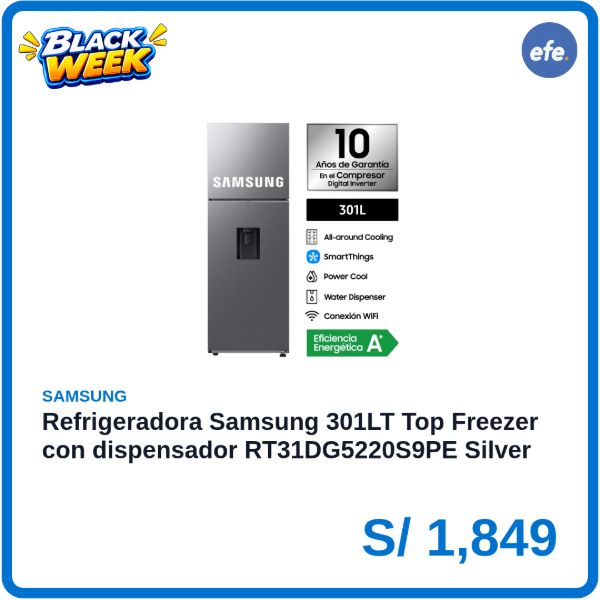 BLACK
WEEK
efe.
SAMSUNG
10
Años de Garantía
En el Compresor
Digital Inverter
301L
All-around Cooling
SmartThings
Power Cool
Water Dispenser
Conexión WiFi
Eficiencia
Energética A*
SAMSUNG
Refrigeradora Samsung 301LT Top Freezer
con dispensador RT31DG5220S9PE Silver
S/ 1,849